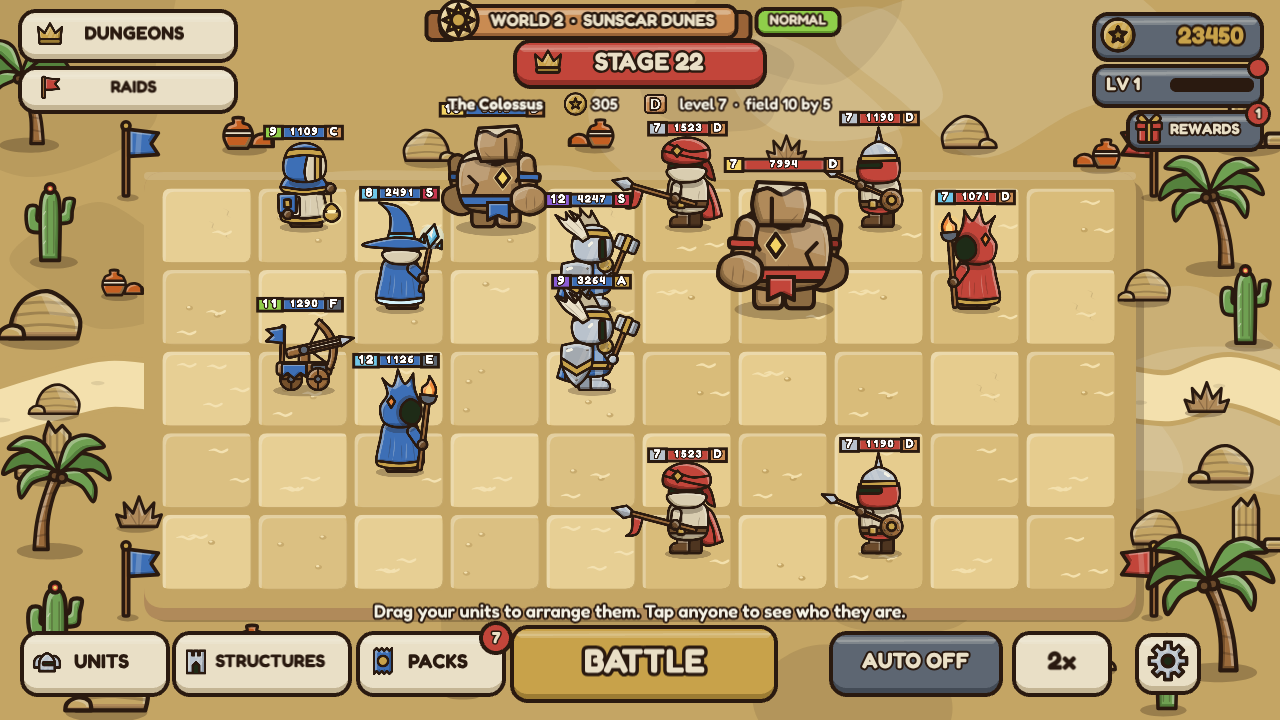 DUNGEONS
WORLD 2 • SUNSCAR DUNES
NORMAL
23450
STAGE 22
RAIDS
LV 1
The Colossus
305
D
level 7 • field 10 by 5
1
REWARDS
9 1109 C
7 1523 D
7 1190 D
7 7994 D
8 2491 S
12 4247 S
7 1071 D
9 3264 A
11 1290 F
12 1126 E
7 1523 D
7 1190 D
Drag your units to arrange them. Tap anyone to see who they are.
UNITS
STRUCTURES
PACKS
7
BATTLE
AUTO OFF
2x